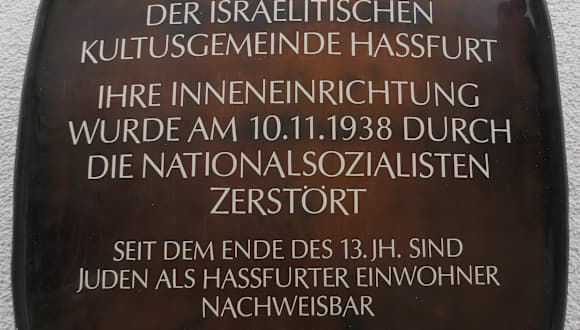 DER ISRAELITISCHEN
KULTUSGEMEINDE HASSFURT
IHRE INNENEINRICHTUNG
WURDE AM 10.11.1938 DURCH
DIE NATIONALSOZIALISTEN
ZERSTÖRT
SEIT DEM ENDE DES 13. JH. SIND
JUDEN ALS HASSFURTER EINWOHNER
NACHWEISBAR